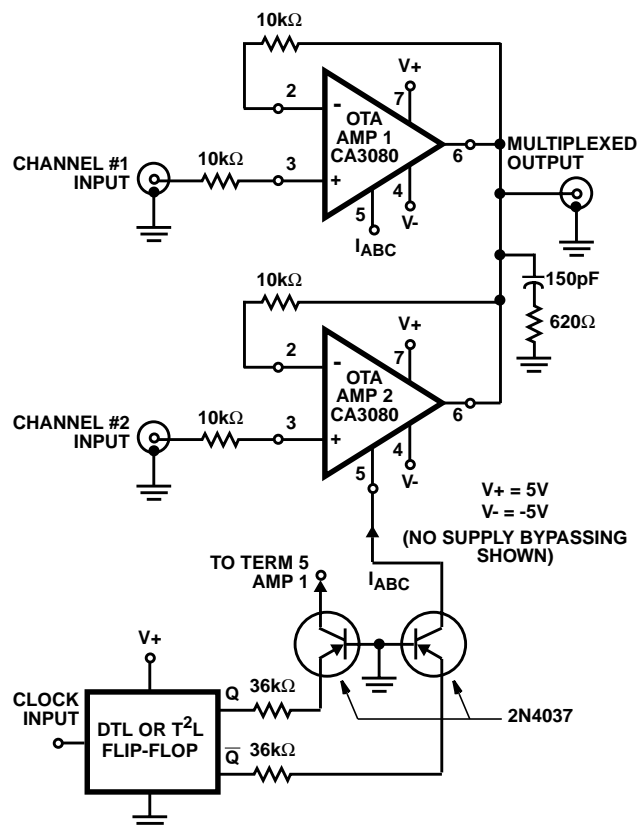 10kΩ
V+
2
7
-
OTA
AMP 1
CA3080
MULTIPLEXED
OUTPUT
6
CHANNEL #1
INPUT
10kΩ
3
+
4
5
V-
IABC
10kΩ
150pF
620Ω
V+
2
7
-
OTA
AMP 2
CA3080
6
CHANNEL #2
INPUT
10kΩ
3
+
4
5
V-
V+ = 5V
V- = -5V
(NO SUPPLY BYPASSING
SHOWN)
TO TERM 5
AMP 1
IABC
V+
CLOCK
INPUT
DTL OR T²L
FLIP-FLOP
Q
36kΩ
Q̅
36kΩ
2N4037